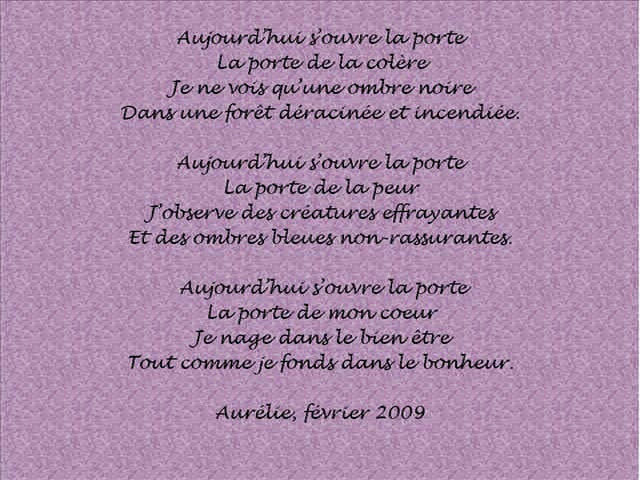 Aujourd'hui s'ouvre la porte
La porte de la colère
Je ne vois qu'une ombre noire
Dans une forêt déracinée et incendiée.
Aujourd'hui s'ouvre la porte
La porte de la peur
J'observe des créatures effrayantes
Et des ombres bleues non-rassurantes.
Aujourd'hui s'ouvre la porte
La porte de mon coeur
Je nage dans le bien être
Tout comme je fonds dans le bonheur.
Aurélie, février 2009